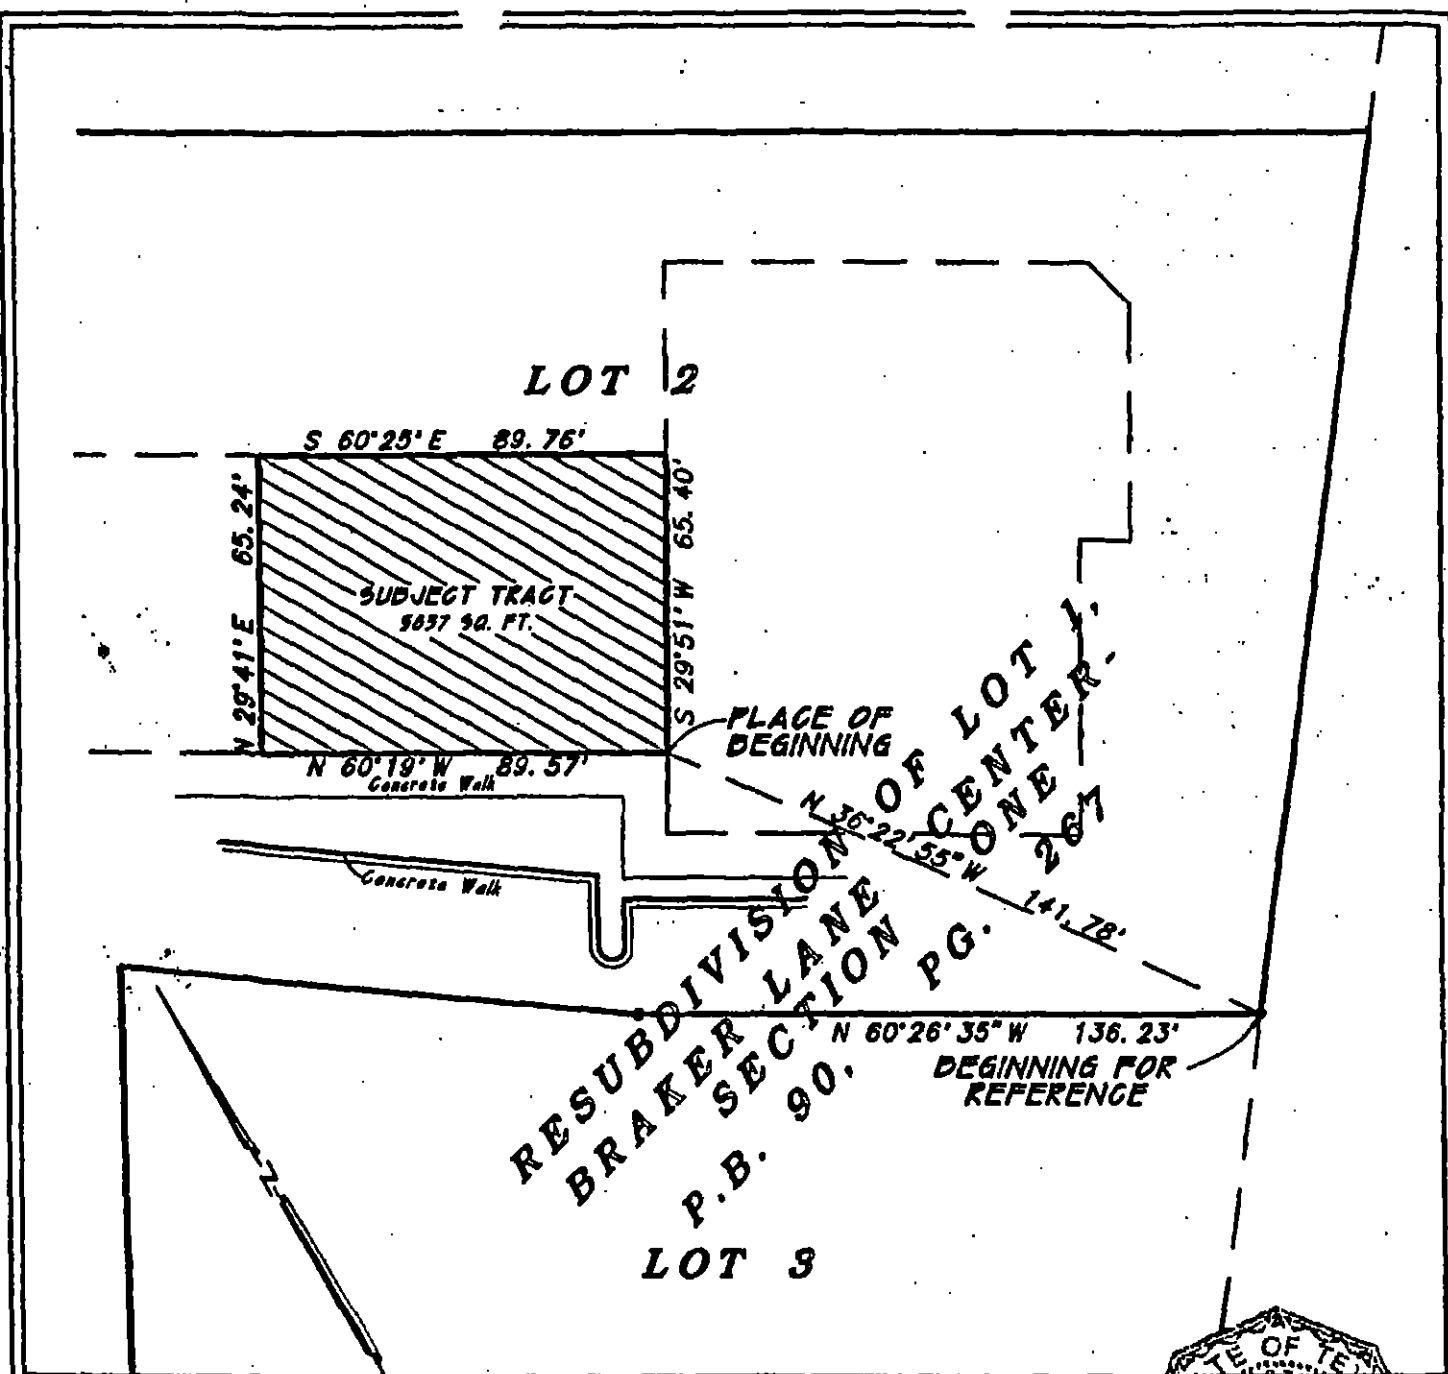 LOT 2
S 60°25' E 89.76'
N 29°41' E 65.24'
S 29°51' W 65.40'
SUBJECT TRACT
5857 SQ. FT.
PLACE OF
BEGINNING
N 60°19' W 89.57'
Concrete Walk
Concrete Walk
N 36°22'55" W 141.78'
RESUBDIVISION OF LOT 1,
BRAKER LANE CENTER-
SECTION ONE
P.B. 90, PG. 267
N 60°26'35" W 136.23'
BEGINNING FOR
REFERENCE
N
LOT 3
TE OF TE